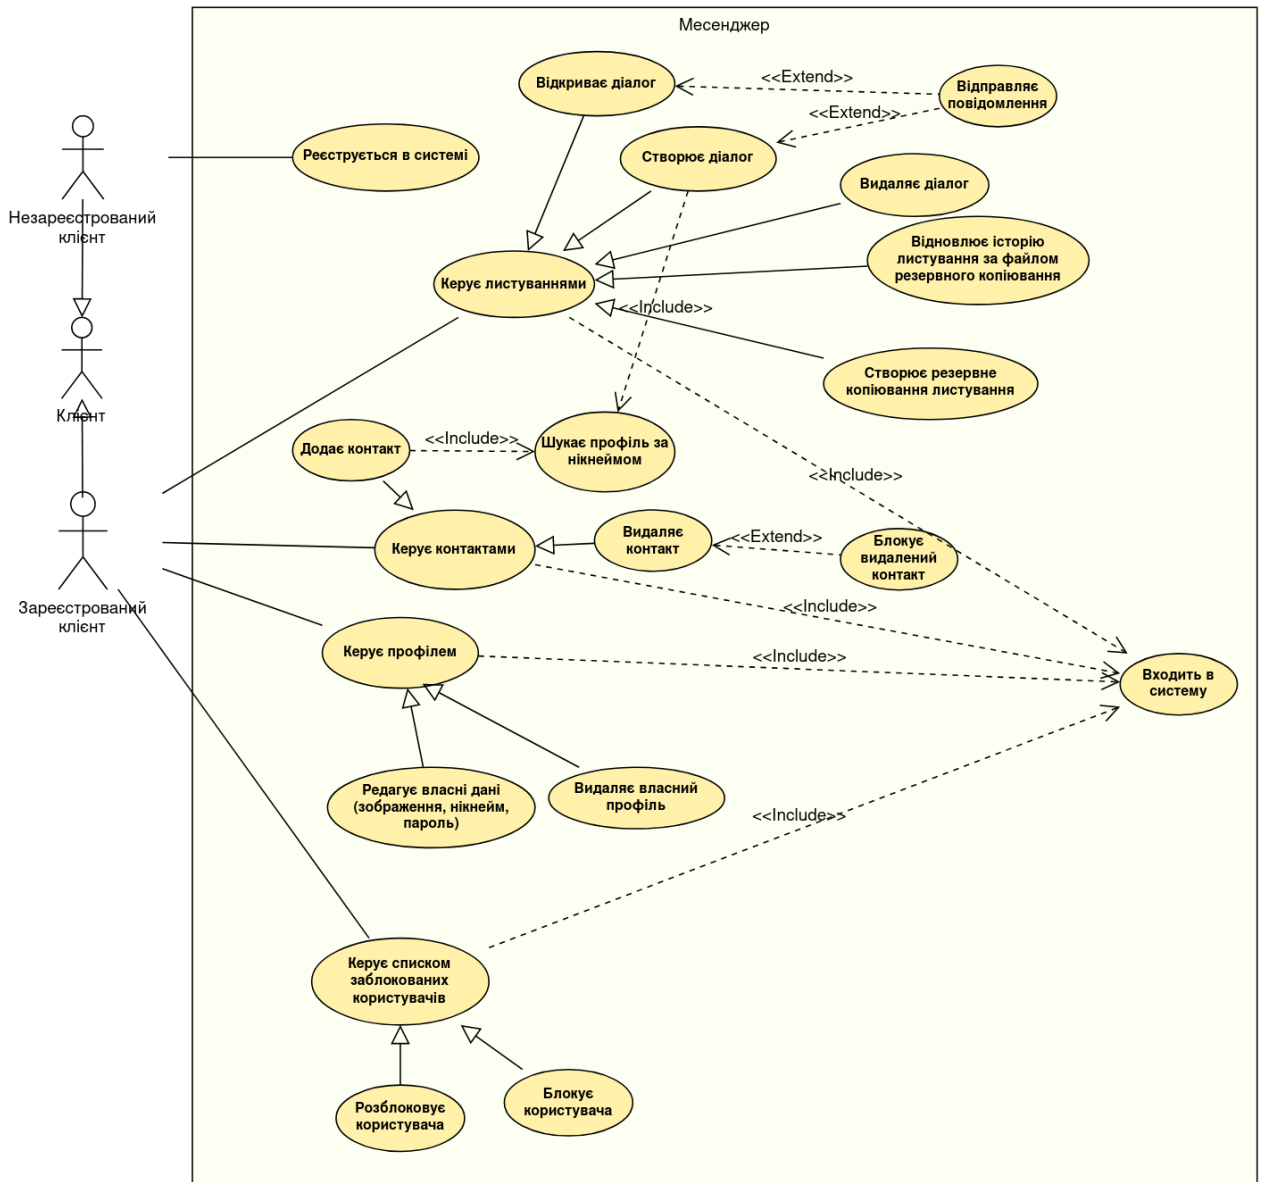 Месенджер
Відкриває діалог
<<Extend>>
Відправляє
повідомлення
<<Extend>>
Реєструється в системі
Створює діалог
Видаляє діалог
Незареєстрований
клієнт
Відновлює історію
листування за файлом
резервного копіювання
Керує листуваннями
<<Include>>
Створює резервне
копіювання листування
Клієнт
Додає контакт
<<Include>>
Шукає профіль за
нікнеймом
<<Include>>
Керує контактами
Видаляє
контакт
<<Extend>>
Блокує
видалений
контакт
Зареєстрований
клієнт
<<Include>>
Керує профілем
<<Include>>
Входить в
систему
Редагує власні дані
(зображення, нікнейм,
пароль)
Видаляє власний
профіль
<<Include>>
Керує списком
заблокованих
користувачів
Розблоковує
користувача
Блокує
користувача